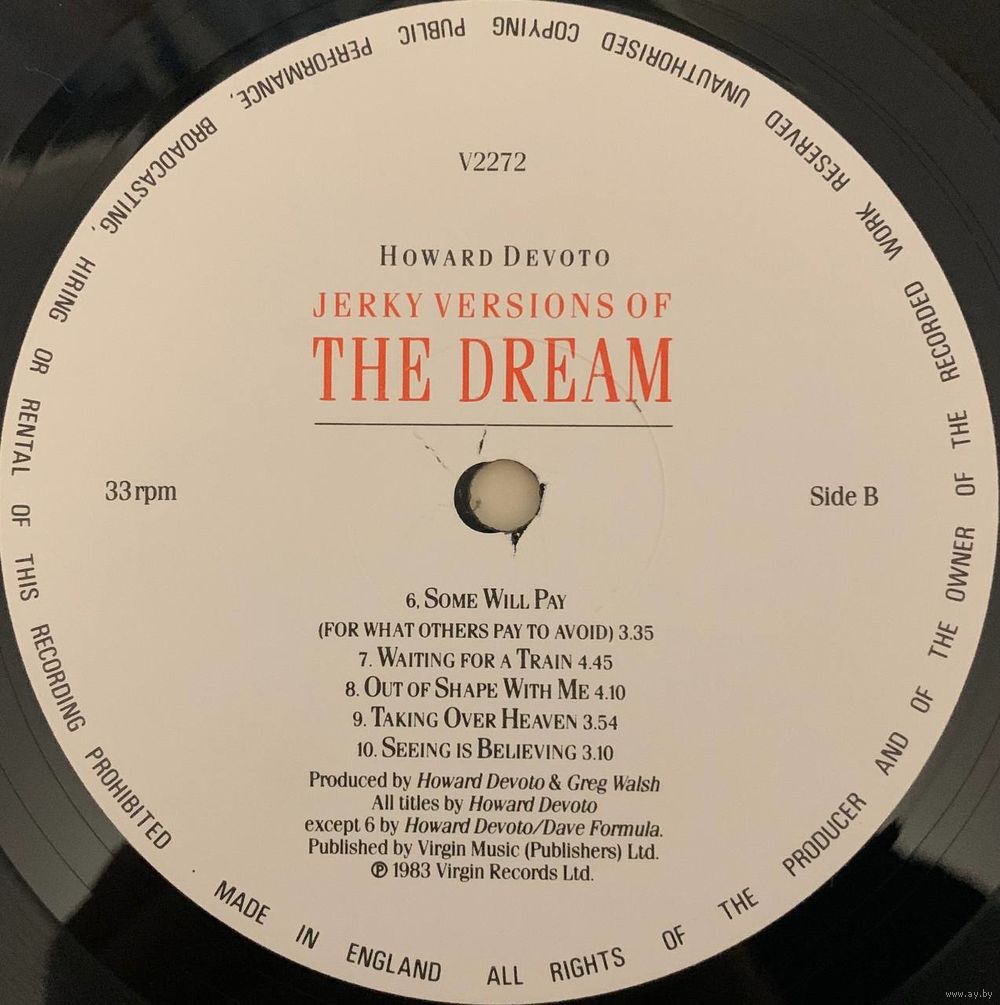 V2272
HOWARD DEVOTO
JERKY VERSIONS OF
THE DREAM
33 rpm
Side B
6, SOME WILL PAY
(FOR WHAT OTHERS PAY TO AVOID) 3.35
7. WAITING FOR A TRAIN 4.45
8. OUT OF SHAPE WITH ME 4.10
9. TAKING OVER HEAVEN 3.54
10. SEEING IS BELIEVING 3.10
Produced by Howard Devoto & Greg Walsh
All titles by Howard Devoto
except 6 by Howard Devoto/Dave Formula.
Published by Virgin Music (Publishers) Ltd.
℗ 1983 Virgin Records Ltd.
MADE IN ENGLAND ALL RIGHTS OF THE PRODUCER AND OF THE OWNER OF THE RECORDED WORK RESERVED UNAUTHORISED COPYING PUBLIC PERFORMANCE, BROADCASTING, HIRING OR RENTAL OF THIS RECORDING PROHIBITED
www.ay.by